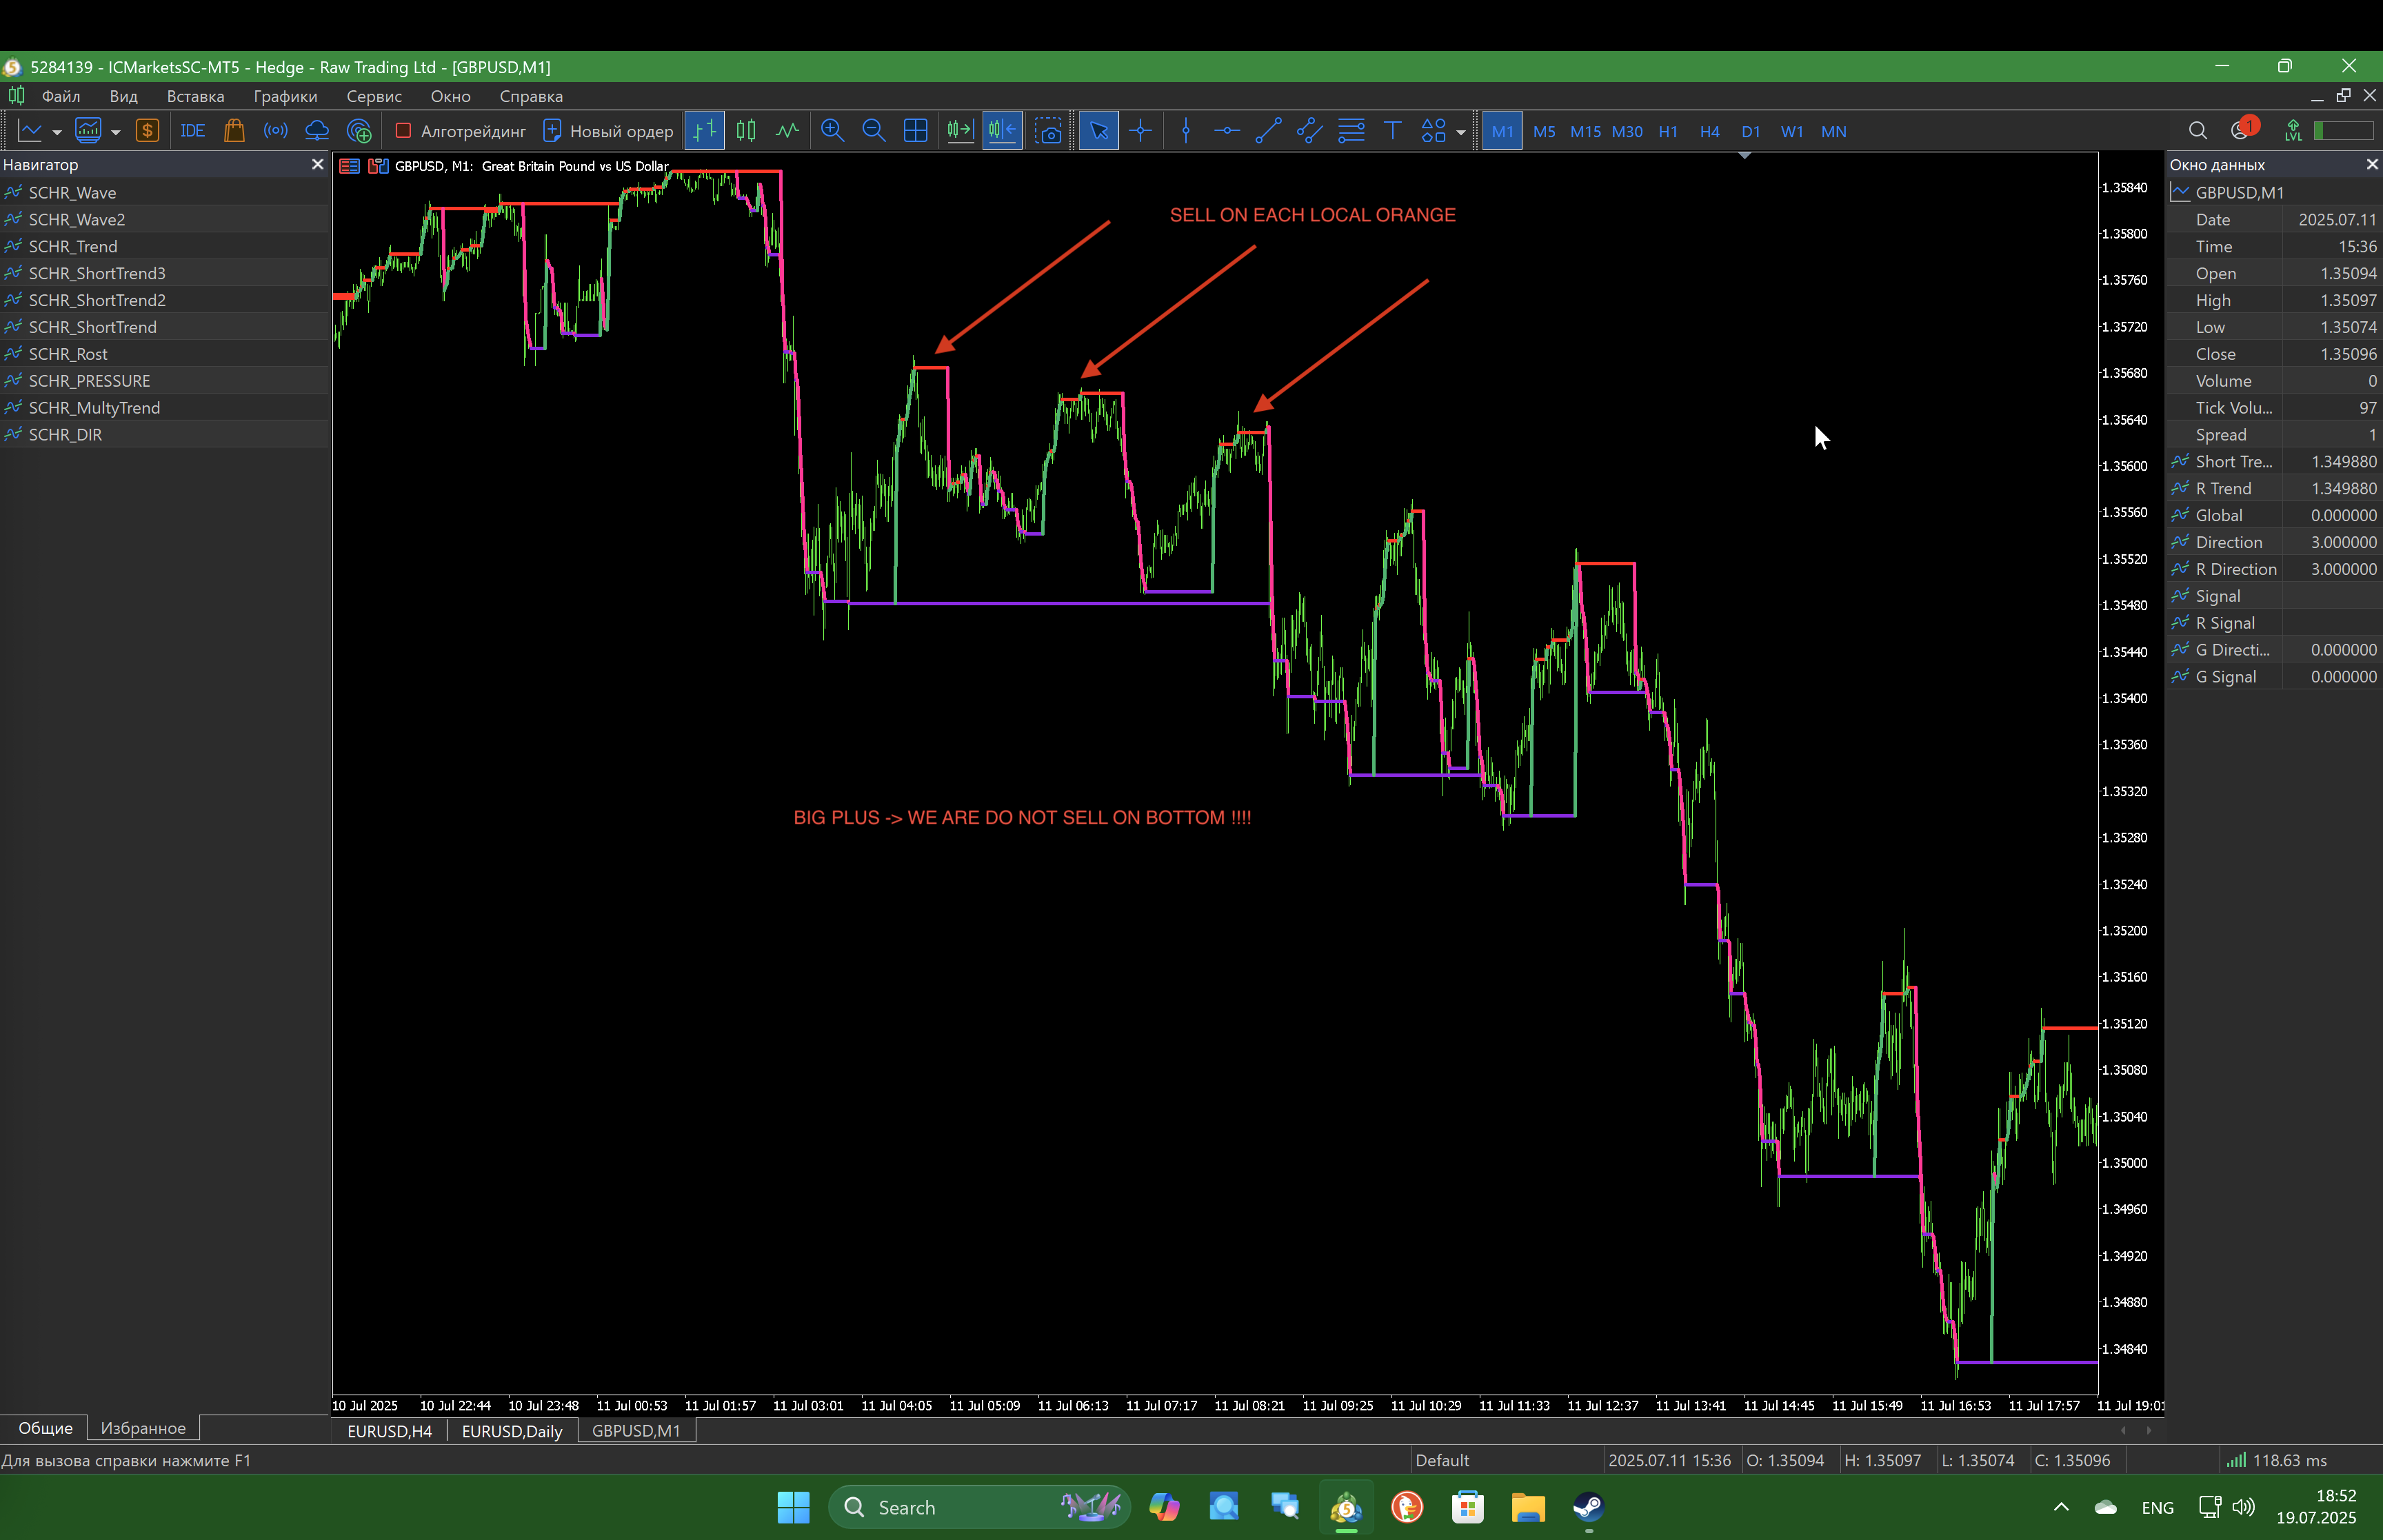 5284139 - ICMarketsSC-MT5 - Hedge - Raw Trading Ltd - [GBPUSD,M1]
Файл Вид Вставка Графики Сервис Окно Справка
IDE Алготрейдинг Новый ордер M1 M5 M15 M30 H1 H4 D1 W1 MN 1 LVL
Навигатор
SCHR_Wave
SCHR_Wave2
SCHR_Trend
SCHR_ShortTrend3
SCHR_ShortTrend2
SCHR_ShortTrend
SCHR_Rost
SCHR_PRESSURE
SCHR_MultyTrend
SCHR_DIR
Общие Избранное
GBPUSD, M1: Great Britain Pound vs US Dollar
SELL ON EACH LOCAL ORANGE
BIG PLUS -> WE ARE DO NOT SELL ON BOTTOM !!!!
1.35840
1.35800
1.35760
1.35720
1.35680
1.35640
1.35600
1.35560
1.35520
1.35480
1.35440
1.35400
1.35360
1.35320
1.35280
1.35240
1.35200
1.35160
1.35120
1.35080
1.35040
1.35000
1.34960
1.34920
1.34880
1.34840
10 Jul 2025 10 Jul 22:44 10 Jul 23:48 11 Jul 00:53 11 Jul 01:57 11 Jul 03:01 11 Jul 04:05 11 Jul 05:09 11 Jul 06:13 11 Jul 07:17 11 Jul 08:21 11 Jul 09:25 11 Jul 10:29 11 Jul 11:33 11 Jul 12:37 11 Jul 13:41 11 Jul 14:45 11 Jul 15:49 11 Jul 16:53 11 Jul 17:57 11 Jul 19:01
EURUSD,H4 EURUSD,Daily GBPUSD,M1
Окно данных
GBPUSD,M1
Date 2025.07.11
Time 15:36
Open 1.35094
High 1.35097
Low 1.35074
Close 1.35096
Volume 0
Tick Volu... 97
Spread 1
Short Tre... 1.349880
R Trend 1.349880
Global 0.000000
Direction 3.000000
R Direction 3.000000
Signal
R Signal
G Directi... 0.000000
G Signal 0.000000
Для вызова справки нажмите F1 Default 2025.07.11 15:36 O: 1.35094 H: 1.35097 L: 1.35074 C: 1.35096 118.63 ms
Search ENG 18:52
19.07.2025